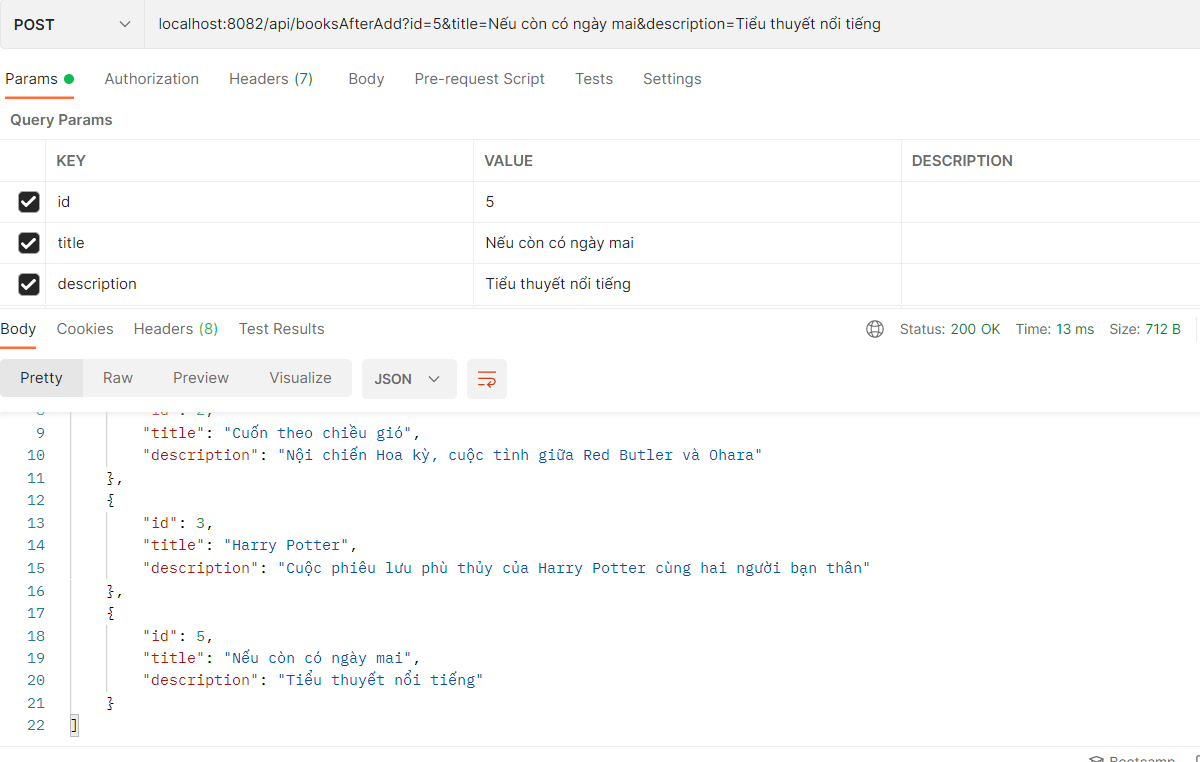 POST localhost:8082/api/booksAfterAdd?id=5&title=Nếu còn có ngày mai&description=Tiểu thuyết nổi tiếng
Params Authorization Headers (7) Body Pre-request Script Tests Settings
Query Params
KEY VALUE DESCRIPTION
id 5
title Nếu còn có ngày mai
description Tiểu thuyết nổi tiếng
Body Cookies Headers (8) Test Results Status: 200 OK Time: 13 ms Size: 712 B
Pretty Raw Preview Visualize JSON
8 "id": 2,
9 "title": "Cuốn theo chiều gió",
10 "description": "Nội chiến Hoa kỳ, cuộc tình giữa Red Butler và Ohara"
11 },
12 {
13 "id": 3,
14 "title": "Harry Potter",
15 "description": "Cuộc phiêu lưu phù thủy của Harry Potter cùng hai người bạn thân"
16 },
17 {
18 "id": 5,
19 "title": "Nếu còn có ngày mai",
20 "description": "Tiểu thuyết nổi tiếng"
21 }
22 ]
Bootcamp